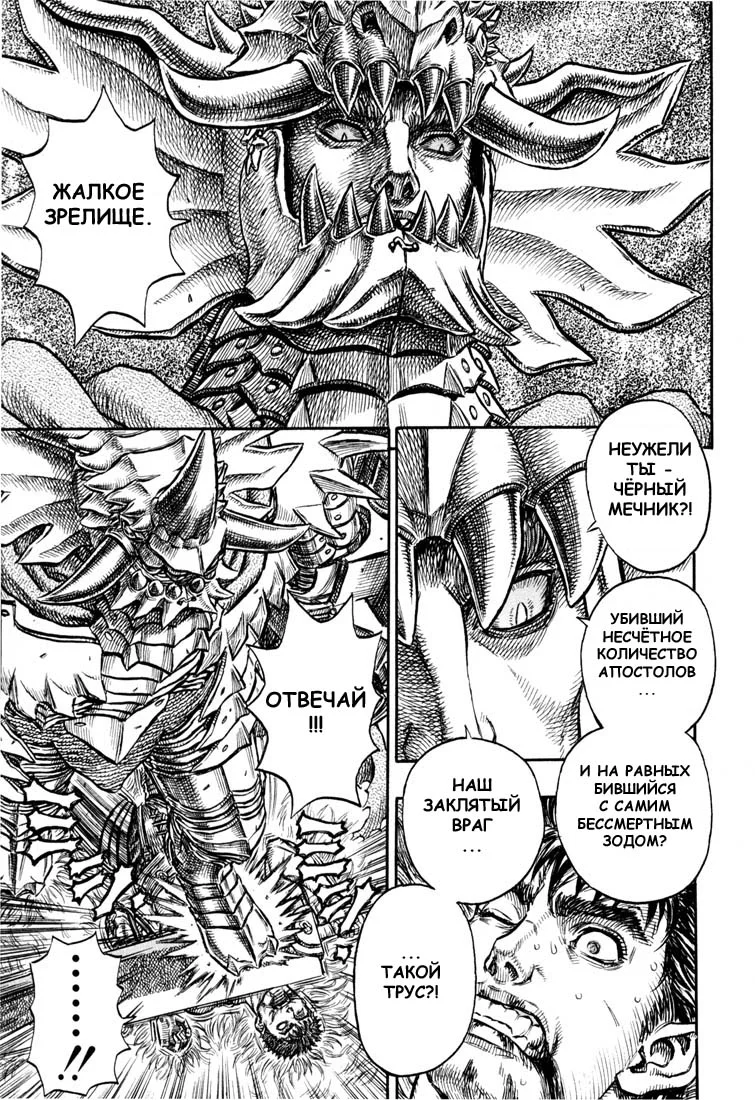 ЖАЛКОЕ
ЗРЕЛИЩЕ.
НЕУЖЕЛИ
ТЫ -
ЧЁРНЫЙ
МЕЧНИК?!
УБИВШИЙ
НЕСЧЁТНОЕ
КОЛИЧЕСТВО
АПОСТОЛОВ
...
И НА РАВНЫХ
БИВШИЙСЯ
С САМИМ
БЕССМЕРТНЫМ
ЗОДОМ?
НАШ
ЗАКЛЯТЫЙ
ВРАГ
...
...
ТАКОЙ
ТРУС?!
ОТВЕЧАЙ
!!!
......!!